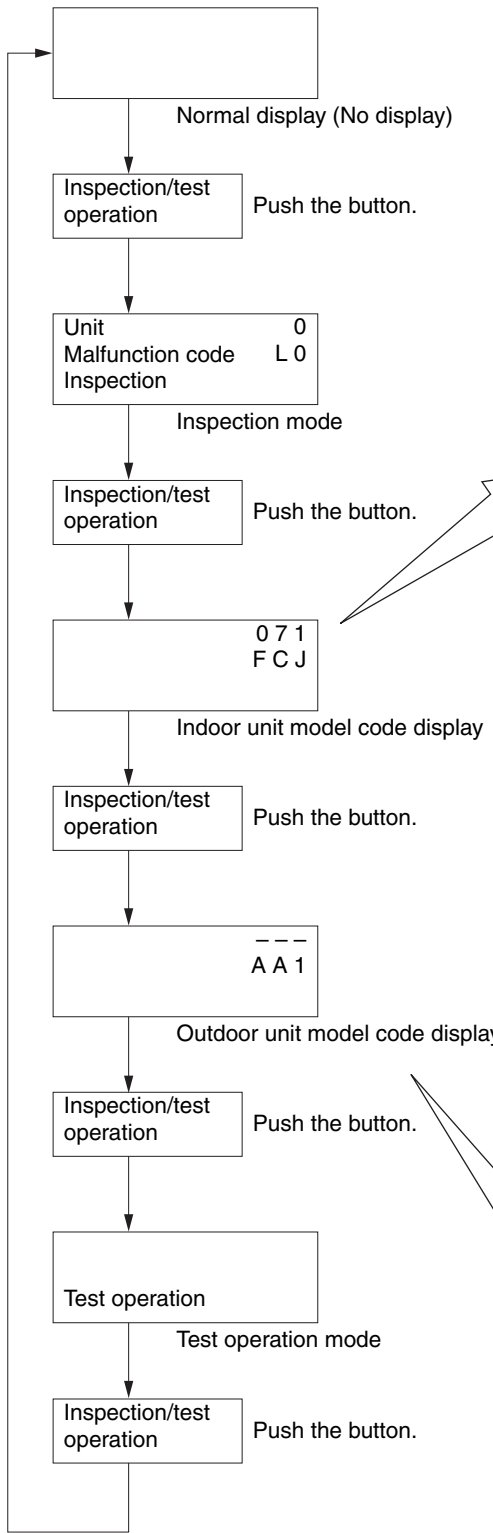 Normal display (No display)
Inspection/test
operation
Push the button.
Unit 0
Malfunction code L 0
Inspection
Inspection mode
Inspection/test
operation
Push the button.
0 7 1
F C J
Indoor unit model code display
Inspection/test
operation
Push the button.
– – –
A A 1
Outdoor unit model code display
Inspection/test
operation
Push the button.
Test operation
Test operation mode
Inspection/test
operation
Push the button.